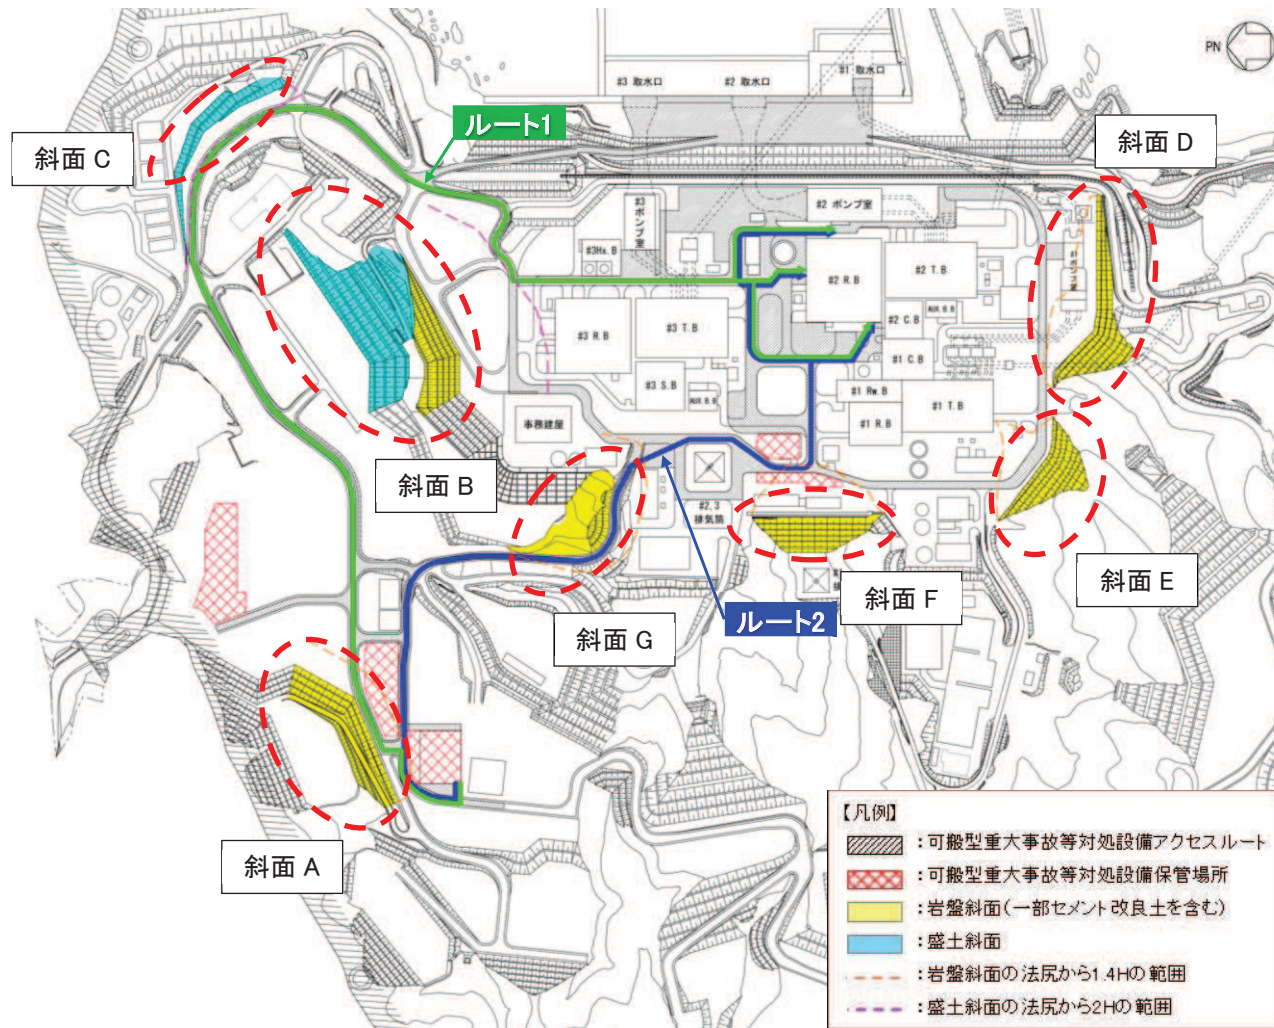 PN
#3 取水口
#2 取水口
#1 取水口
ルート1
斜面 C
斜面 D
#3 ポンプ室
#2 ポンプ室
#1 ポンプ室
#3Hx.B
#2 R.B
#2 T.B
#3 R.B
#3 T.B
#2 C.B
AUX.B.B
#1 C.B
#3 S.B
AUX.B.B
#1 Rw.B
#1 T.B
#1 R.B
事務建屋
斜面 B
#2,3
排気筒
斜面 E
斜面 F
斜面 G
ルート2
斜面 A
【凡例】
：可搬型重大事故等対処設備アクセスルート
：可搬型重大事故等対処設備保管場所
：岩盤斜面（一部セメント改良土を含む）
：盛土斜面
：岩盤斜面の法尻から1.4Hの範囲
：盛土斜面の法尻から2Hの範囲